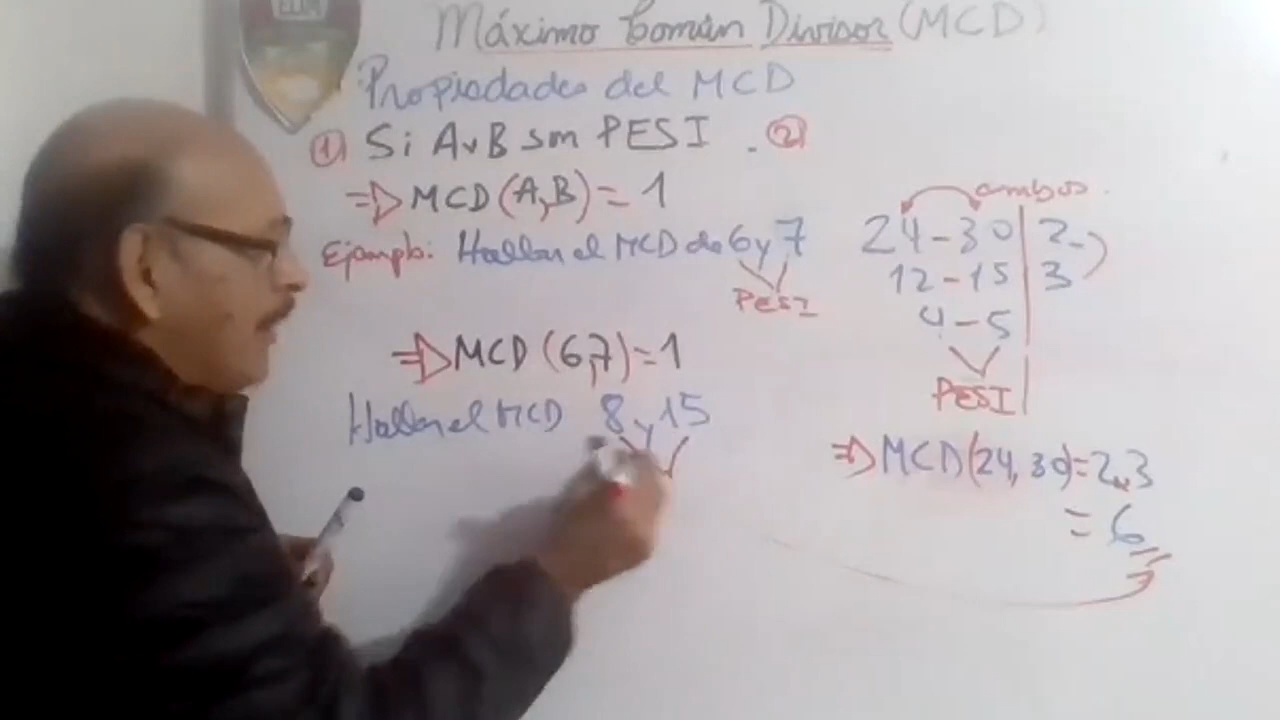 Máximo Común Divisor (MCD)
Propiedades del MCD
① Si A y B son PESI . ②
⇒ MCD (A,B) = 1
Ejemplo: Hallar el MCD de 6 y 7
PESI
⇒ MCD (6,7) = 1
Hallar el MCD 8 y 15
ambos.
24 - 30 | 2
12 - 15 | 3
4 - 5
PESI
⇒ MCD (24, 30) = 2.3
= 6